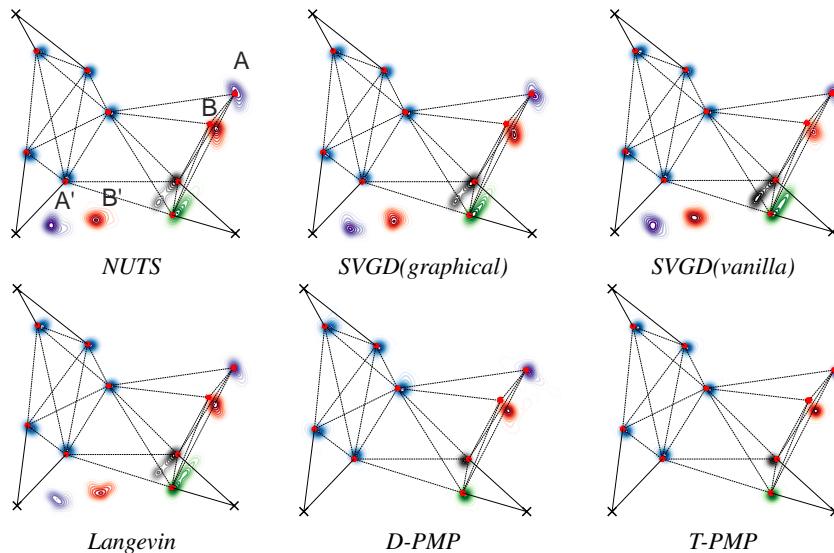 A
B
A'
B'
NUTS
SVGD(graphical)
SVGD(vanilla)
Langevin
D-PMP
T-PMP